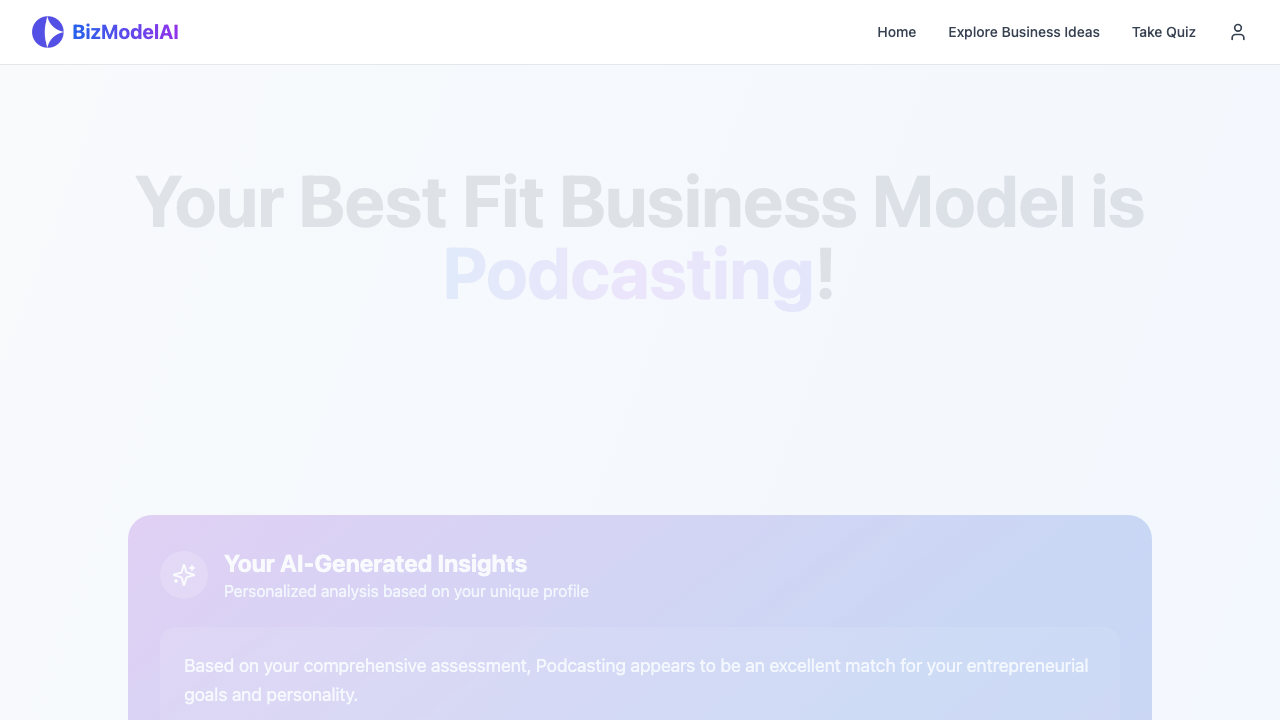 BizModelAI
Home
Explore Business Ideas
Take Quiz
Your Best Fit Business Model is
Podcasting!
Your AI-Generated Insights
Personalized analysis based on your unique profile
Based on your comprehensive assessment, Podcasting appears to be an excellent match for your entrepreneurial
goals and personality.